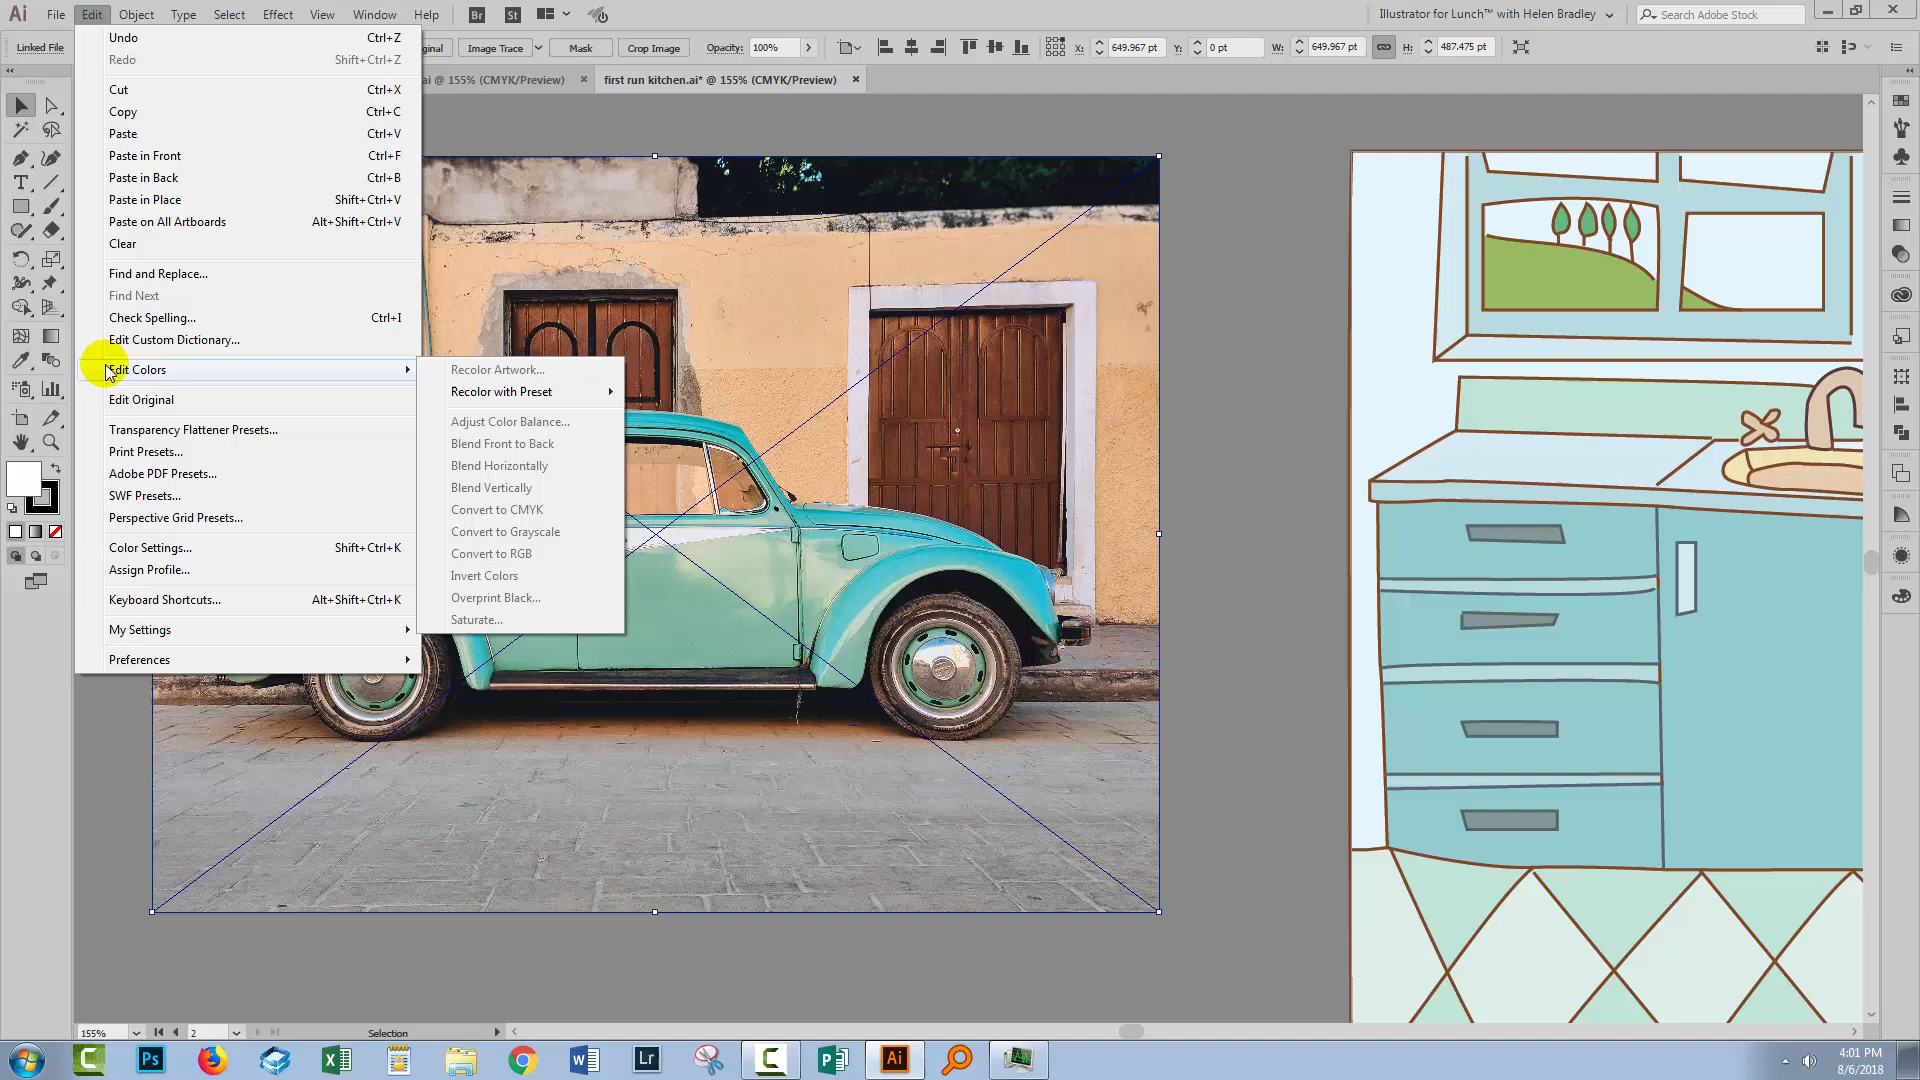 Ai File Edit Object Type Select Effect View Window Help Br St Illustrator for Lunch™ with Helen Bradley Search Adobe Stock
Linked File ginal Image Trace Mask Crop Image Opacity: 100% X: 649.967 pt Y: 0 pt W: 649.967 pt H: 487.475 pt
ai @ 155% (CMYK/Preview) × first run kitchen.ai* @ 155% (CMYK/Preview) ×
Undo Ctrl+Z
Redo Shift+Ctrl+Z
Cut Ctrl+X
Copy Ctrl+C
Paste Ctrl+V
Paste in Front Ctrl+F
Paste in Back Ctrl+B
Paste in Place Shift+Ctrl+V
Paste on All Artboards Alt+Shift+Ctrl+V
Clear
Find and Replace...
Find Next
Check Spelling... Ctrl+I
Edit Custom Dictionary...
Edit Colors
Edit Original
Transparency Flattener Presets...
Print Presets...
Adobe PDF Presets...
SWF Presets...
Perspective Grid Presets...
Color Settings... Shift+Ctrl+K
Assign Profile...
Keyboard Shortcuts... Alt+Shift+Ctrl+K
My Settings
Preferences
Recolor Artwork...
Recolor with Preset
Adjust Color Balance...
Blend Front to Back
Blend Horizontally
Blend Vertically
Convert to CMYK
Convert to Grayscale
Convert to RGB
Invert Colors
Overprint Black...
Saturate...
155% 2 Selection
Ps Lr Ai
4:01 PM
8/6/2018